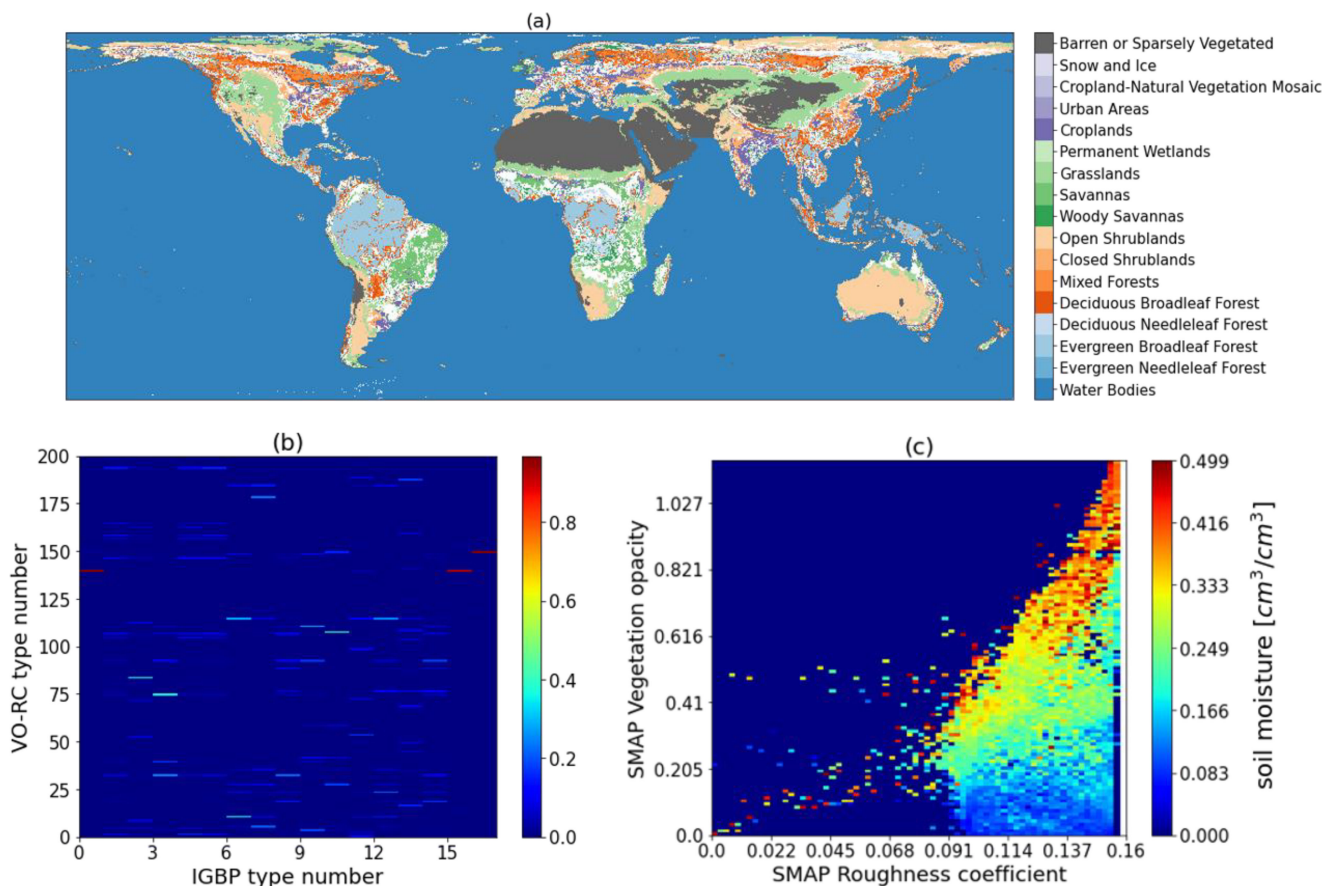 (a)
Barren or Sparsely Vegetated
Snow and Ice
Cropland-Natural Vegetation Mosaic
Urban Areas
Croplands
Permanent Wetlands
Grasslands
Savannas
Woody Savannas
Open Shrublands
Closed Shrublands
Mixed Forests
Deciduous Broadleaf Forest
Deciduous Needleleaf Forest
Evergreen Broadleaf Forest
Evergreen Needleleaf Forest
Water Bodies
(b)
200
175
150
125
100
75
50
25
0
VO-RC type number
0 3 6 9 12 15
IGBP type number
0.8
0.6
0.4
0.2
0.0
(c)
1.027
0.821
0.616
0.41
0.205
0.0
SMAP Vegetation opacity
0.0 0.022 0.045 0.068 0.091 0.114 0.137 0.16
SMAP Roughness coefficient
0.499
0.416
0.333
0.249
0.166
0.083
0.000
soil moisture [cm³/cm³]